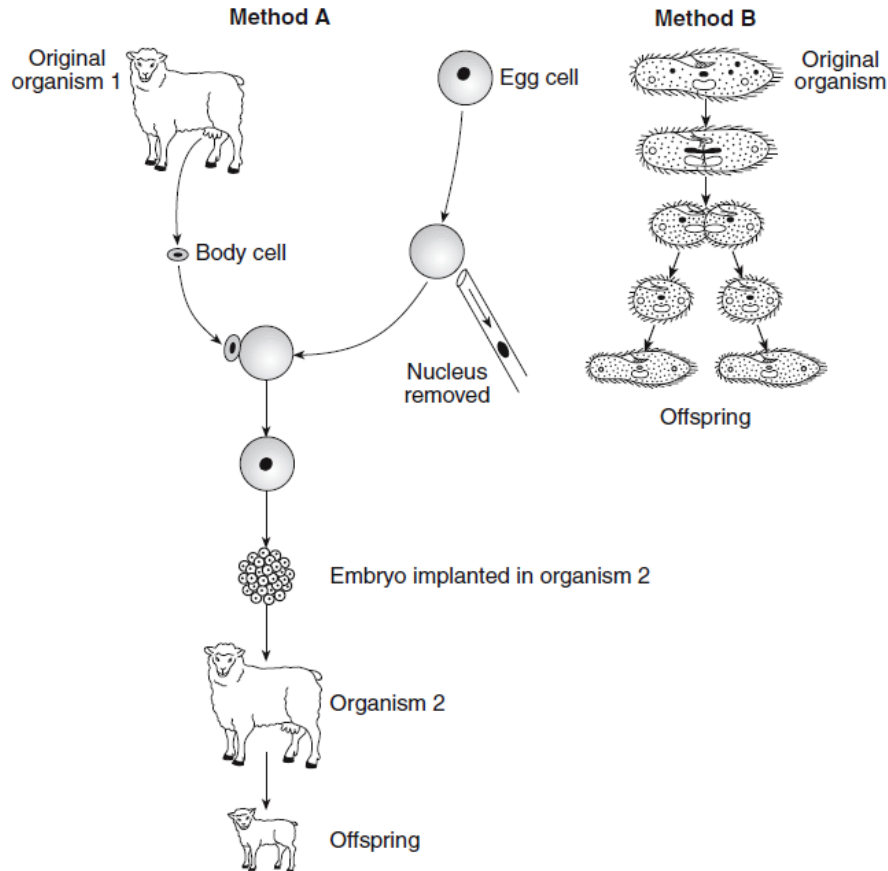 Method A
Original
organism 1
Egg cell
Body cell
Nucleus
removed
Embryo implanted in organism 2
Organism 2
Offspring
Method B
Original
organism
Offspring